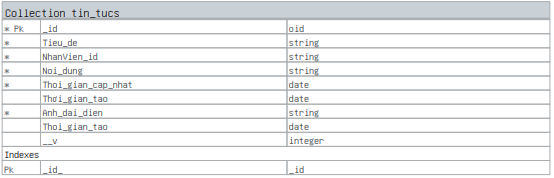 Collection tin_tucs
* Pk _id oid
* Tieu_de string
* NhanVien_id string
* Noi_dung string
* Thoi_gian_cap_nhat date
Thơi_gian_tao date
* Anh_dai_dien string
Thoi_gian_tao date
__v integer
Indexes
Pk _id_ _id